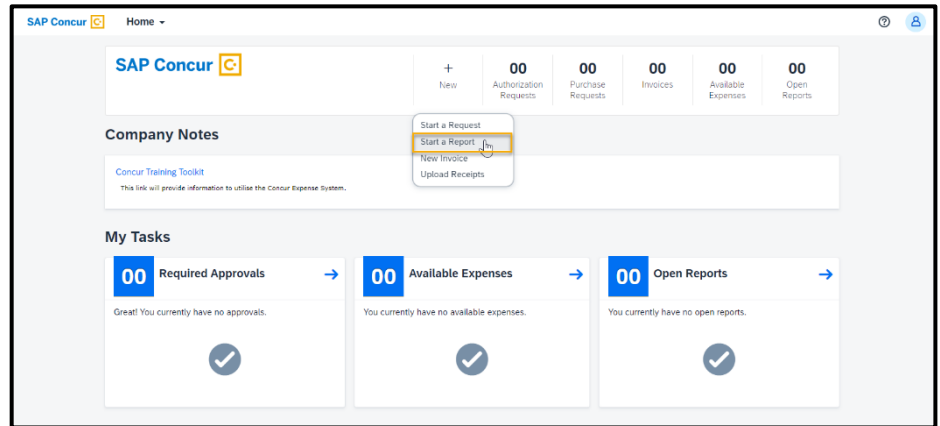 SAP Concur C. Home
SAP Concur C.
+ 00 00 00 00 00
New Authorization Purchase Invoices Available Open
Requests Requests Expenses Reports
Start a Request
Start a Report
New Invoice
Upload Receipts
Company Notes
Concur Training Toolkit
This link will provide information to utilise the Concur Expense System.
My Tasks
00 Required Approvals →
Great! You currently have no approvals.
00 Available Expenses →
You currently have no available expenses.
00 Open Reports →
You currently have no open reports.